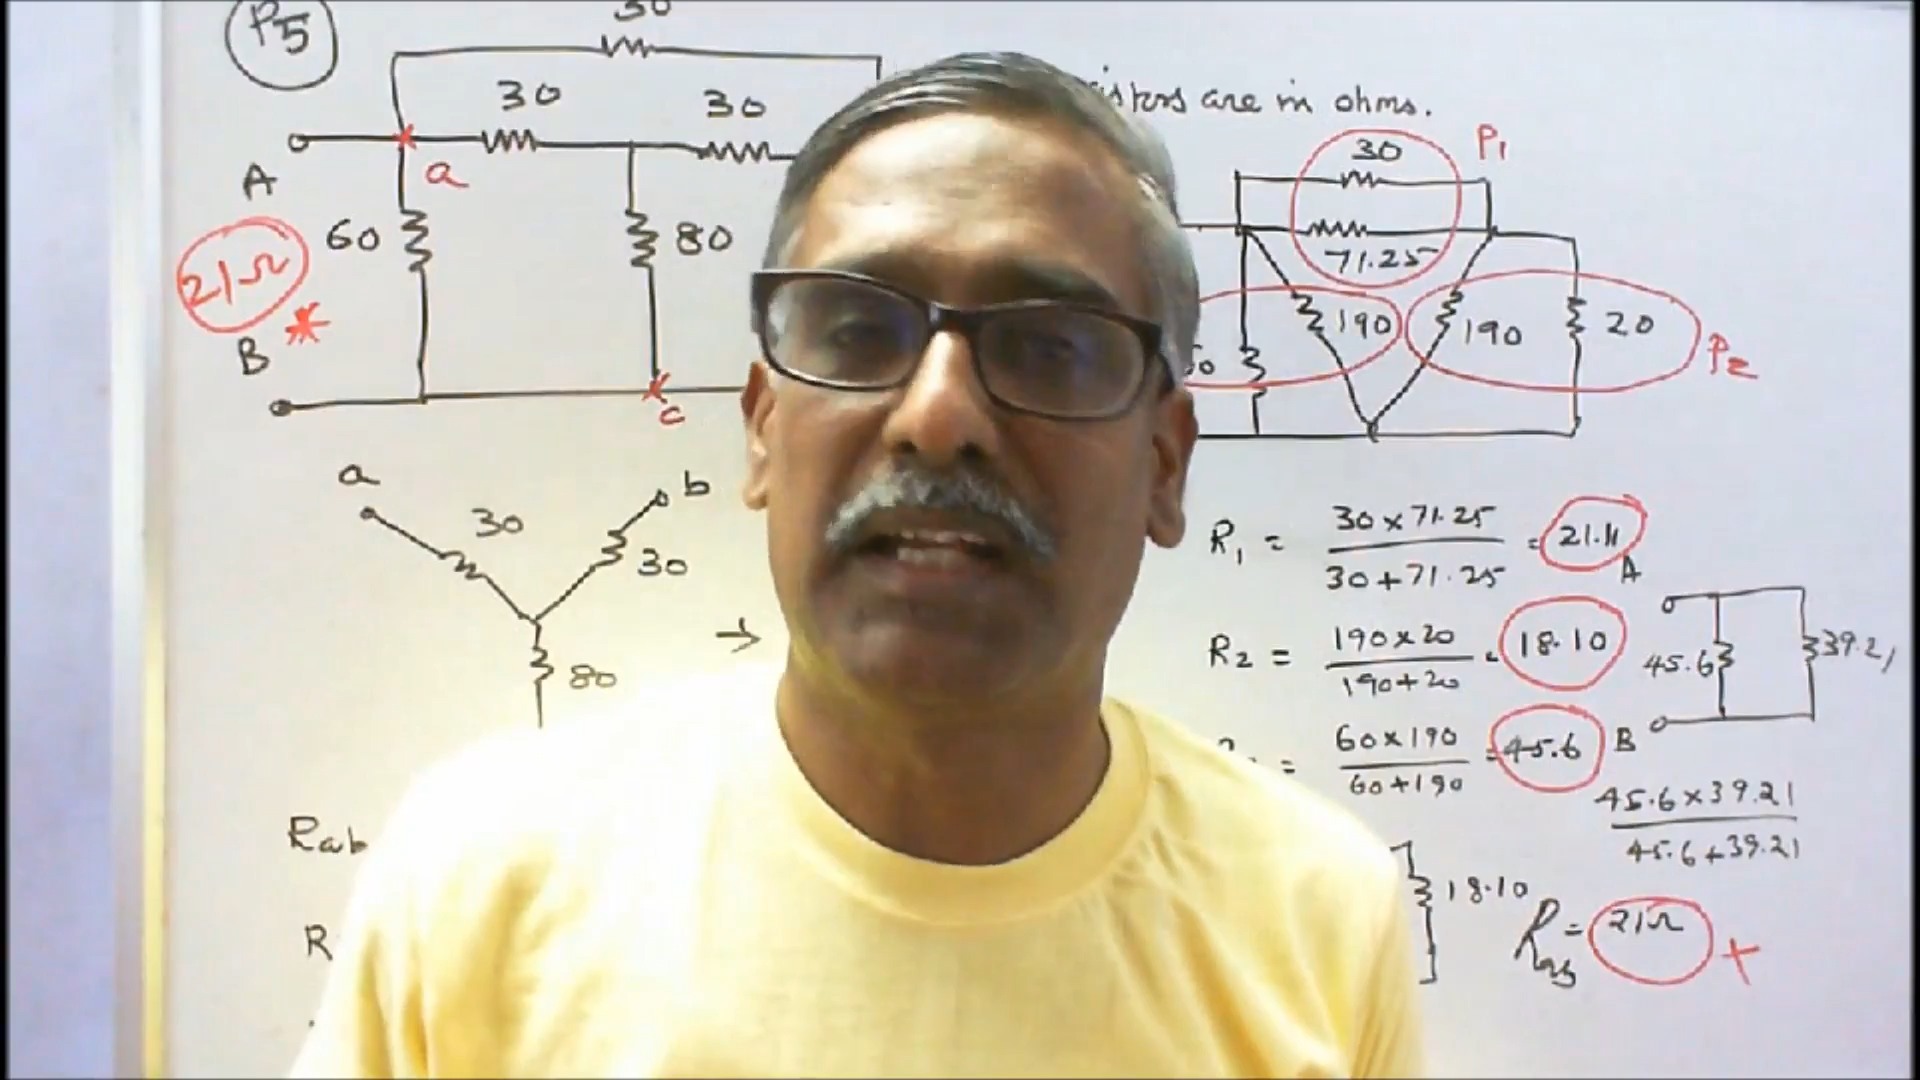 P5
30
30
30
istors are in ohms.
A
a
60
80
21Ω
B
c
30
P1
71.25
190
190
20
P2
a
b
30
30
→
80
R1 = 30×71.25 / 30+71.25 = 21.11
R2 = 190×20 / 190+20 = 18.10
= 60×190 / 60+190 = 45.6
A
45.6
39.21
B
45.6×39.21
45.6+39.21
Rab
R
18.10
RAB = 21Ω